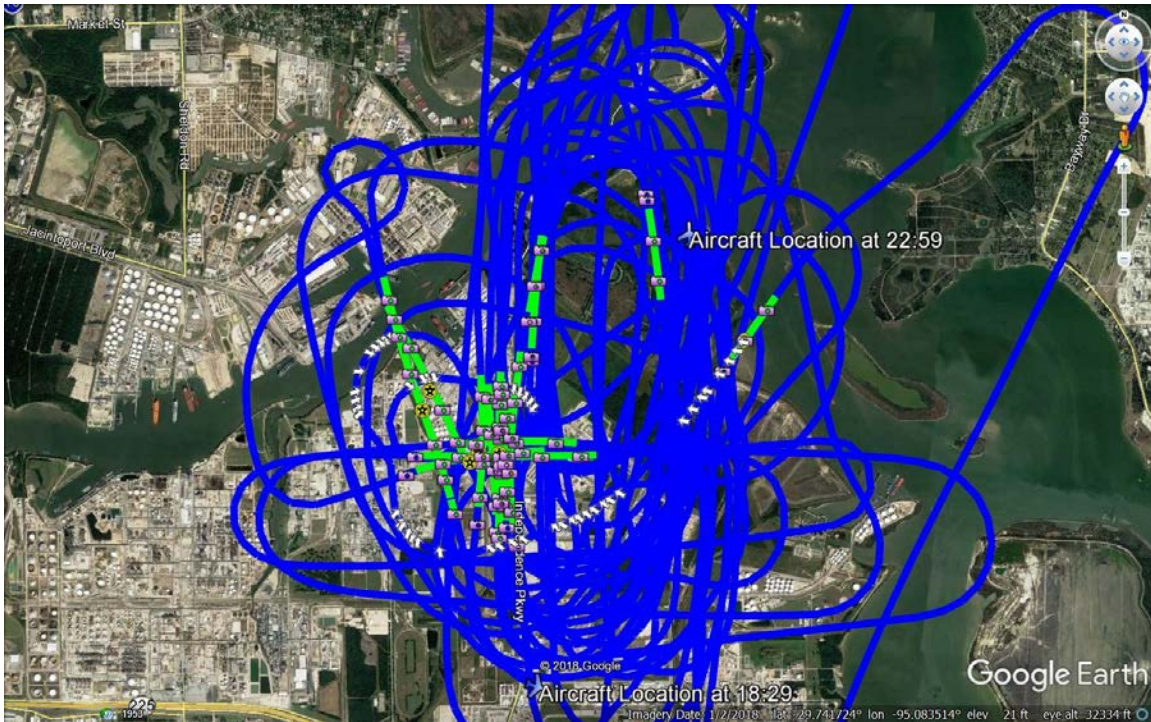 Market St
N
Sheldon Rd
Bayway Dr
Jacintoport Blvd
Aircraft Location at 22:59
Independence Pkwy
© 2018 Google
Google Earth
Aircraft Location at 18:29
225
1953
Imagery Date: 1/2/2018 lat 29.741724° lon -95.083514° elev 21 ft eye alt 32334 ft